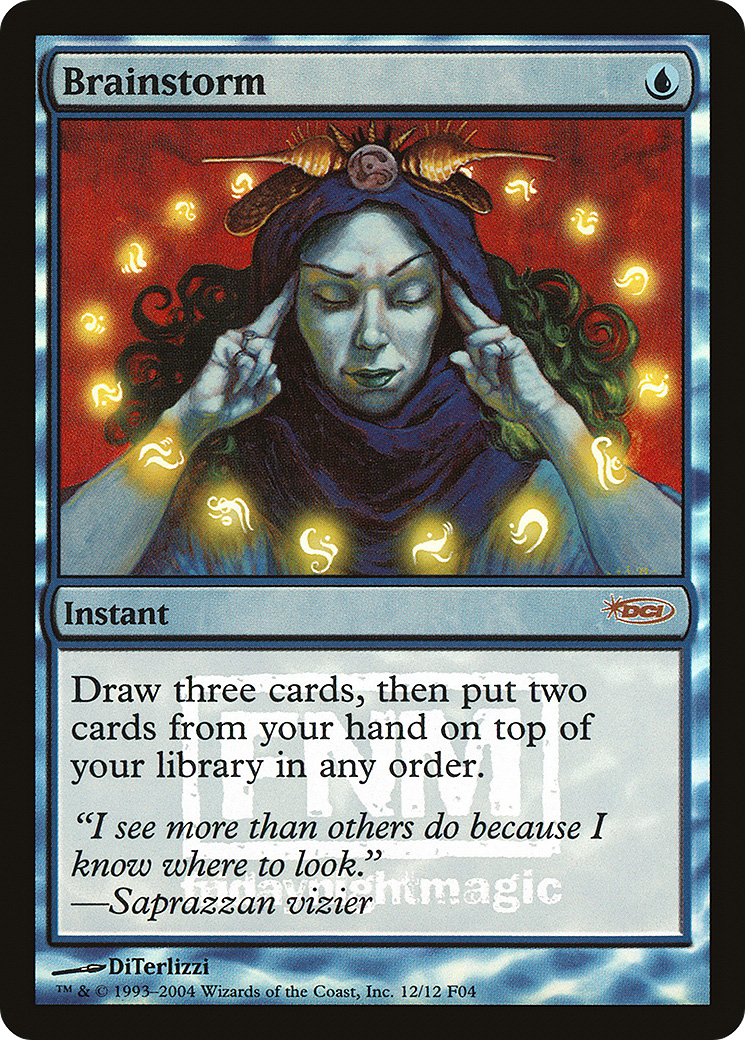 Brainstorm
Instant
DCI
Draw three cards, then put two
cards from your hand on top of
your library in any order.
FNM
“I see more than others do because I
know where to look.”
fridaynightmagic
—Saprazzan vizier
DiTerlizzi
™ & © 1993–2004 Wizards of the Coast, Inc. 12/12 F04